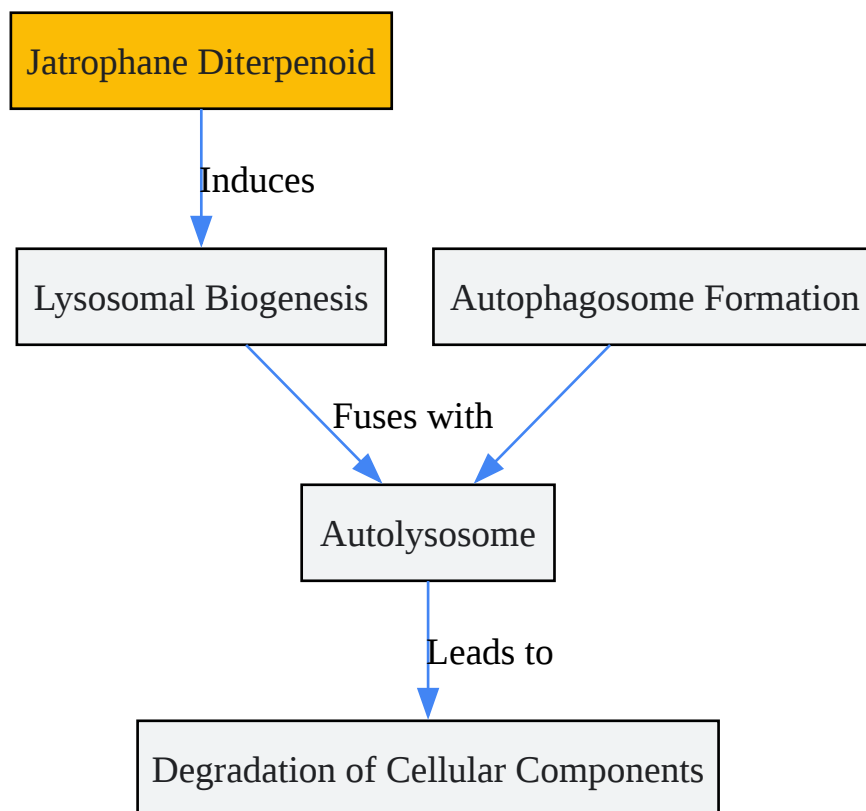 Jatrophane Diterpenoid
Induces
Lysosomal Biogenesis
Autophagosome Formation
Fuses with
Autolysosome
Leads to
Degradation of Cellular Components